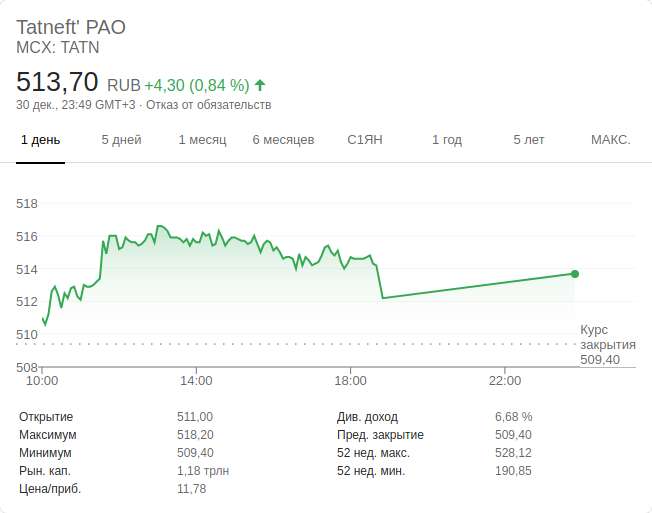 Tatneft' PAO
MCX: TATN
513,70 RUB +4,30 (0,84 %)
30 дек., 23:49 GMT+3 · Отказ от обязательств
1 день 5 дней 1 месяц 6 месяцев С1ЯН 1 год 5 лет МАКС.
518
516
514
512
510
508
Курс
закрытия
509,40
10:00 14:00 18:00 22:00
Открытие 511,00 Див. доход 6,68 %
Максимум 518,20 Пред. закрытие 509,40
Минимум 509,40 52 нед. макс. 528,12
Рын. кап. 1,18 трлн 52 нед. мин. 190,85
Цена/приб. 11,78